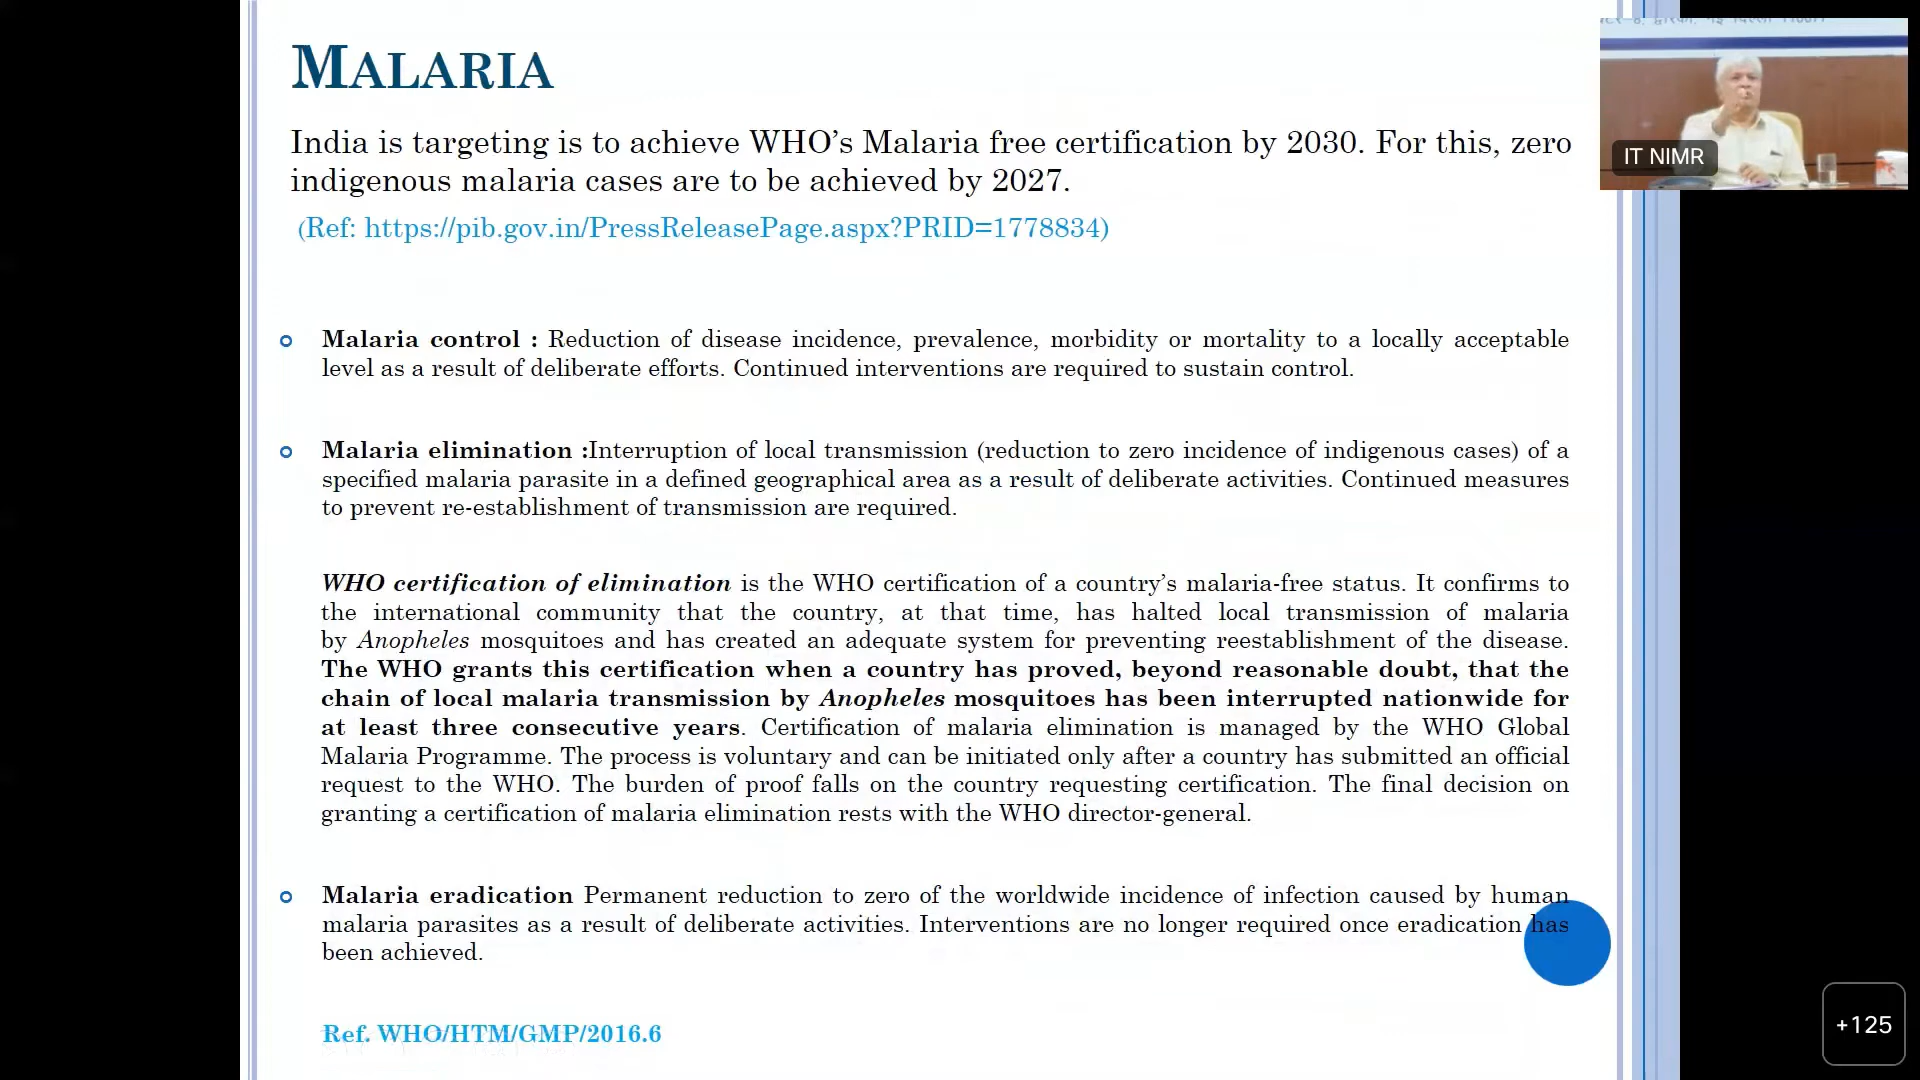 MALARIA
India is targeting is to achieve WHO’s Malaria free certification by 2030. For this, zero
indigenous malaria cases are to be achieved by 2027.
(Ref: https://pib.gov.in/PressReleasePage.aspx?PRID=1778834)
Malaria control : Reduction of disease incidence, prevalence, morbidity or mortality to a locally acceptable
level as a result of deliberate efforts. Continued interventions are required to sustain control.
Malaria elimination :Interruption of local transmission (reduction to zero incidence of indigenous cases) of a
specified malaria parasite in a defined geographical area as a result of deliberate activities. Continued measures
to prevent re-establishment of transmission are required.
WHO certification of elimination is the WHO certification of a country’s malaria-free status. It confirms to
the international community that the country, at that time, has halted local transmission of malaria
by Anopheles mosquitoes and has created an adequate system for preventing reestablishment of the disease.
The WHO grants this certification when a country has proved, beyond reasonable doubt, that the
chain of local malaria transmission by Anopheles mosquitoes has been interrupted nationwide for
at least three consecutive years. Certification of malaria elimination is managed by the WHO Global
Malaria Programme. The process is voluntary and can be initiated only after a country has submitted an official
request to the WHO. The burden of proof falls on the country requesting certification. The final decision on
granting a certification of malaria elimination rests with the WHO director-general.
Malaria eradication Permanent reduction to zero of the worldwide incidence of infection caused by human
malaria parasites as a result of deliberate activities. Interventions are no longer required once eradication has
been achieved.
Ref. WHO/HTM/GMP/2016.6
IT NIMR
+125